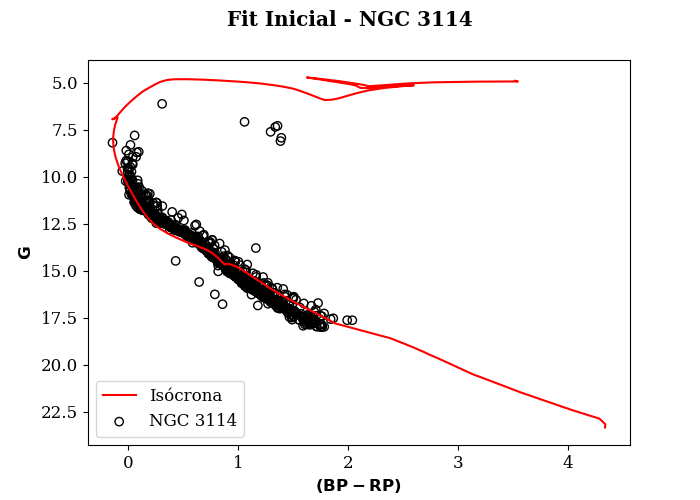 Fit Inicial - NGC 3114
5.0
7.5
10.0
12.5
15.0
17.5
20.0
22.5
G
Isócrona
NGC 3114
0 1 2 3 4
(BP − RP)